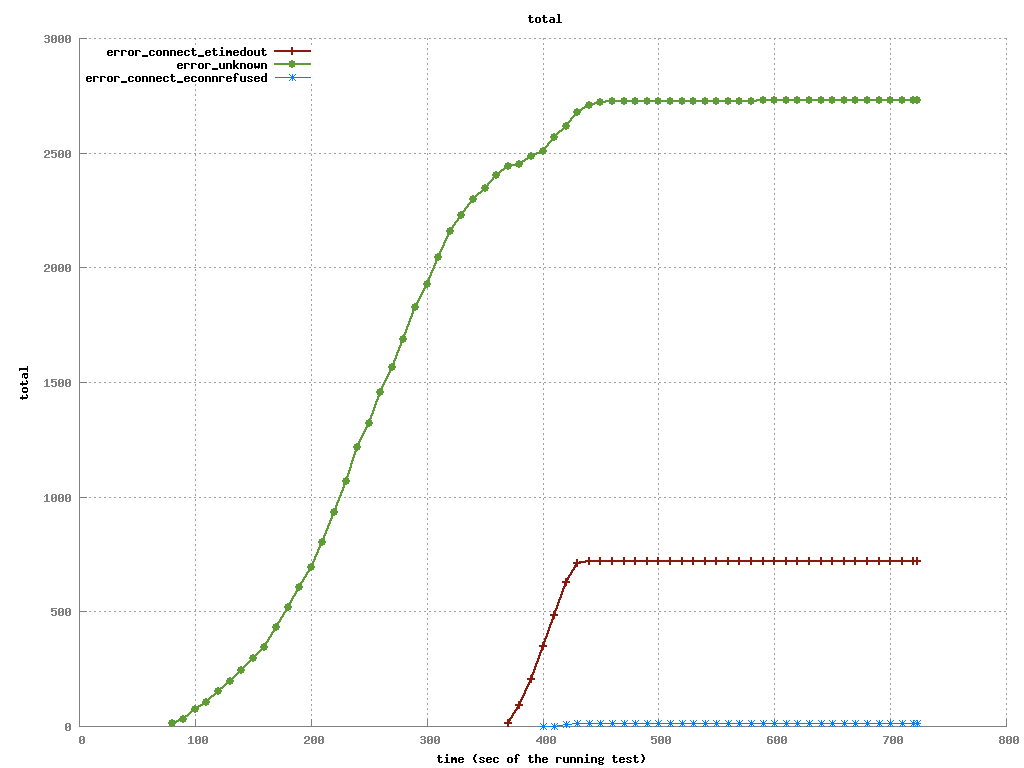 total
3000
error_connect_etimedout
error_unknown
error_connect_econnrefused
2500
2000
1500
total
1000
500
0
0 100 200 300 400 500 600 700 800
time (sec of the running test)